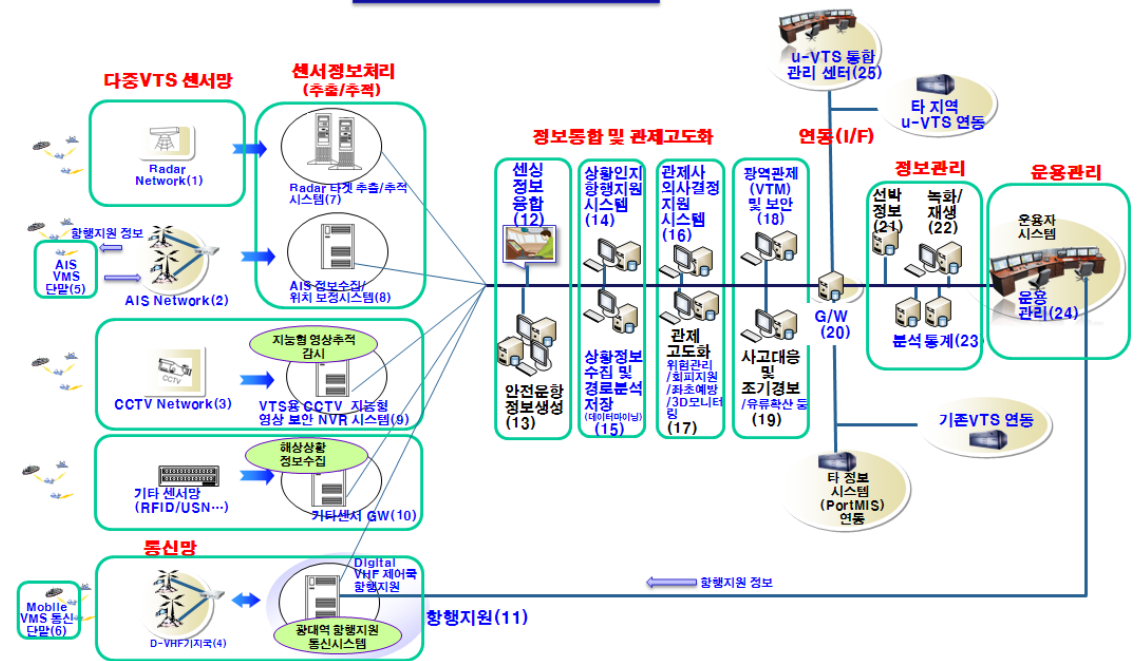 다중VTS 센서망
센서정보처리
(추출/추적)
정보통합 및 관제고도화
연동(I/F)
정보관리
운용관리
u-VTS 통합
관리 센터(25)
타 지역
u-VTS 연동
Radar
Network(1)
Radar 타겟 추출/추적
시스템(7)
항행지원 정보
AIS
VMS
단말(5)
AIS Network(2)
AIS 정보수집/
위치 보정시스템(8)
CCTV
CCTV Network(3)
지능형 영상추적
감시
VTS용 CCTV 지능형
영상 보안 NVR 시스템(9)
기타 센서망
(RFID/USN…)
해상상황
정보수집
기타센서 GW(10)
통신망
Mobile
VMS 통신
단말(6)
D-VHF기지국(4)
Digital
VHF 제어국
항행지원
광대역 항행지원
통신시스템
항행지원(11)
센싱
정보
융합
(12)
안전운항
정보생성
(13)
상황인지
항행지원
시스템
(14)
상황정보
수집 및
경로분석
저장
(데이터마이닝)
(15)
관제사
의사결정
지원
시스템
(16)
관제
고도화
위험관리
/회피지원
/좌초예방
/3D모니터
링
(17)
광역관제
(VTM)
및 보안
(18)
사고대응
및
조기경보
/유류확산 등
(19)
G/W
(20)
선박
정보
(21)
녹화/
재생
(22)
분석 통계(23)
운용자
시스템
운용
관리(24)
기존VTS 연동
타 정보
시스템
(PortMIS)
연동
항행지원 정보